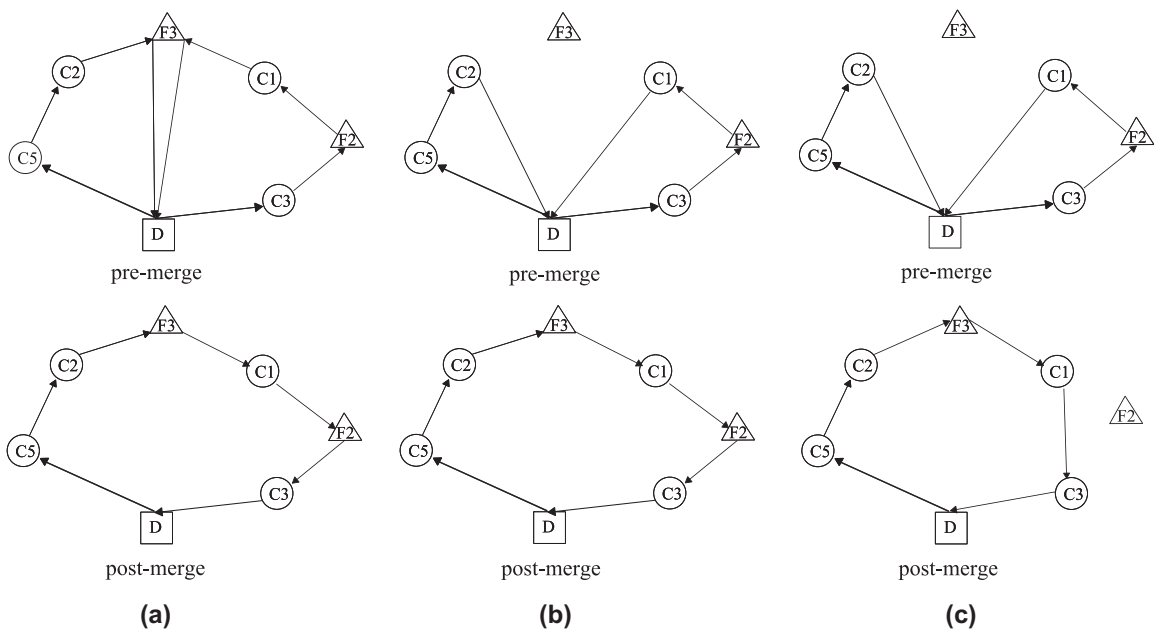 F3 F3 F3
C2 C1 C2 C1 C2 C1
C5 F2 C5 F2 C5 F2
C3 C3 C3
D D D
pre-merge pre-merge pre-merge
F3 F3 F3
C2 C1 C2 C1 C2 C1
C5 F2 C5 F2 C5 F2
C3 C3 C3
D D D
post-merge post-merge post-merge
(a) (b) (c)